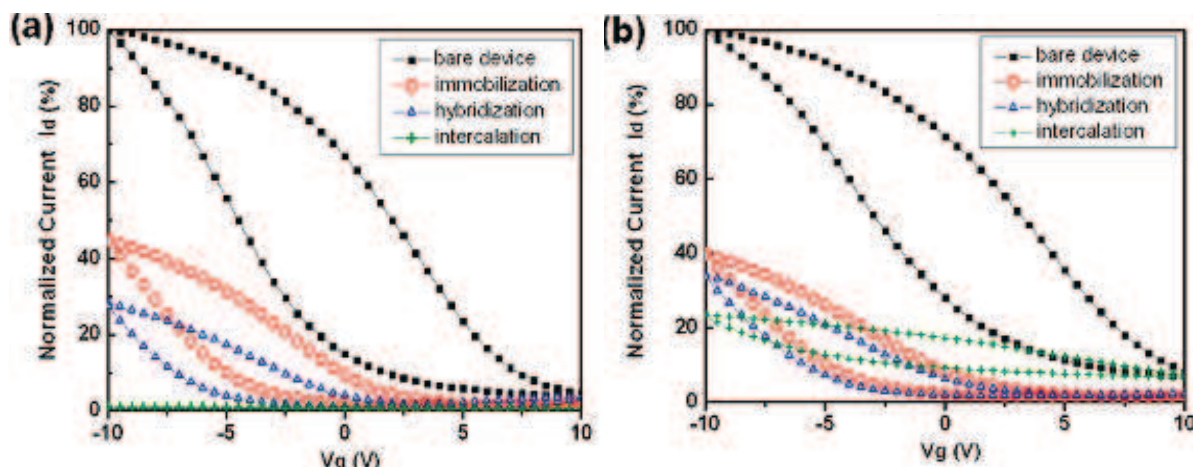 (a)
Normalized Current Id (%)
100
80
60
40
20
0
bare device
immobilization
hybridization
intercalation
-10
-5
0
5
10
Vg (V)
(b)
Normalized Current Id (%)
100
80
60
40
20
0
bare device
immobilization
hybridization
intercalation
-10
-5
0
5
10
Vg (V)